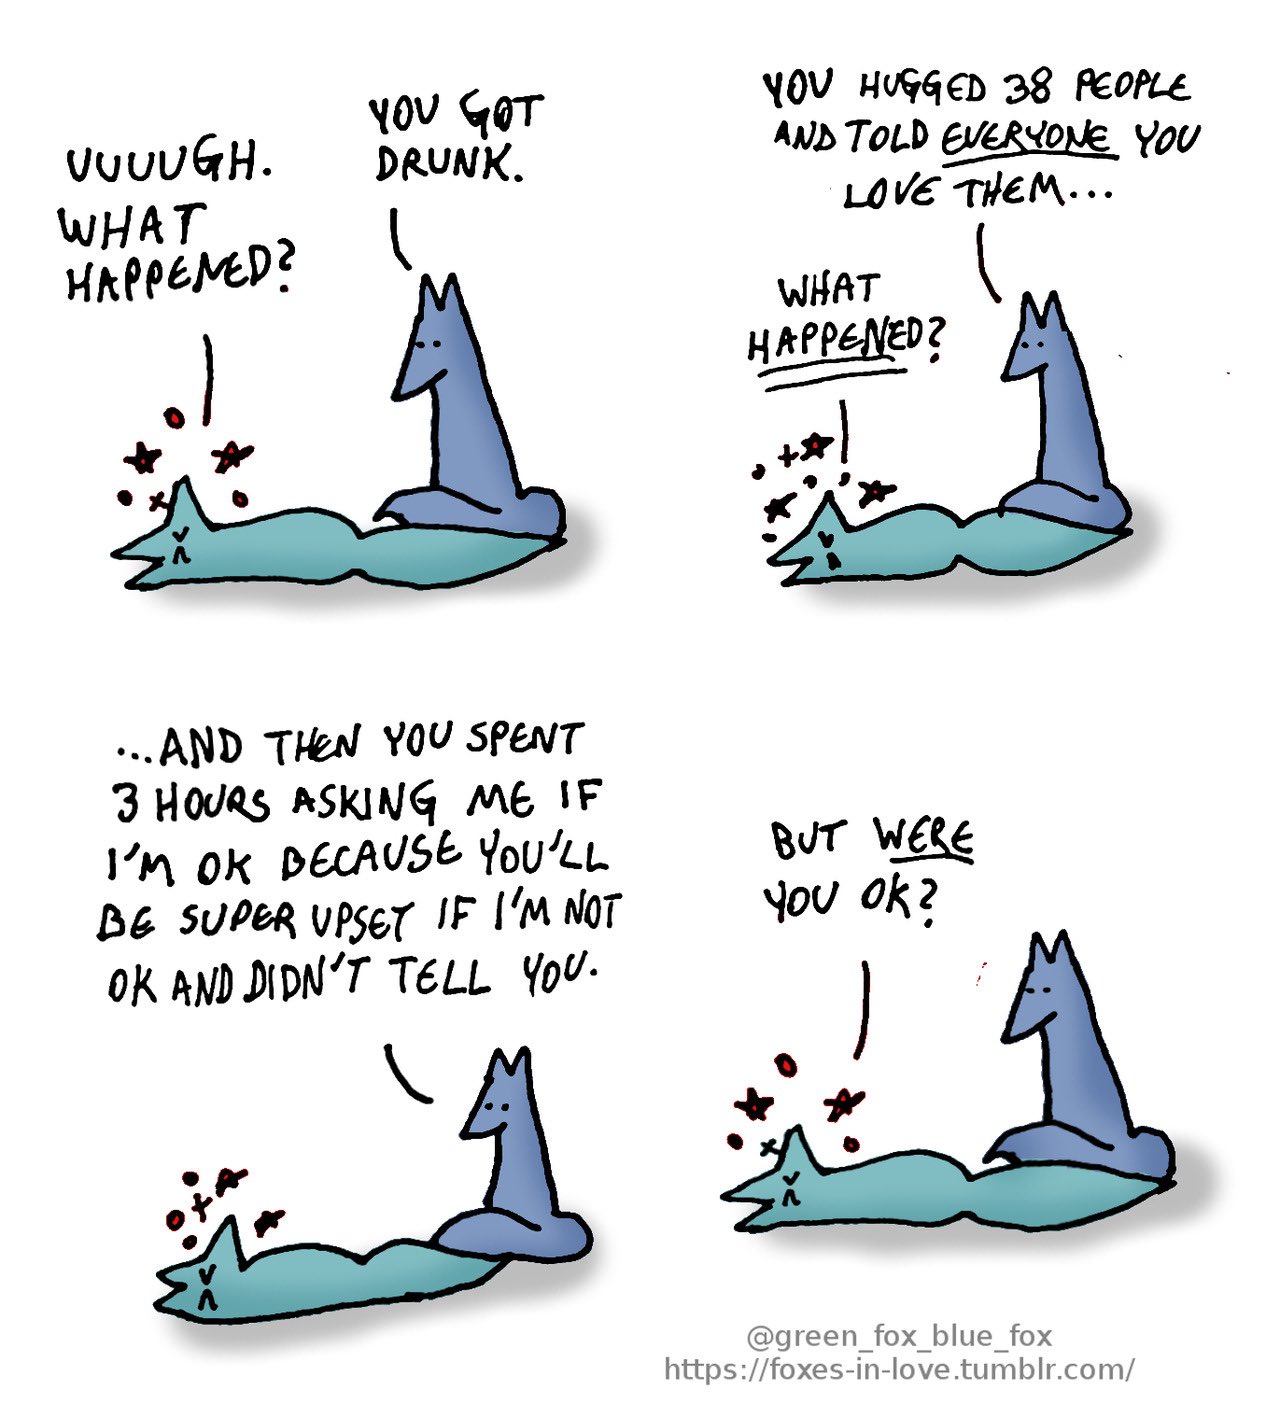 UUUUGH.
WHAT
HAPPENED?
YOU GOT
DRUNK.
YOU HUGGED 38 PEOPLE
AND TOLD EVERYONE YOU
LOVE THEM...
WHAT
HAPPENED?
...AND THEN YOU SPENT
3 HOURS ASKING ME IF
I'M OK BECAUSE YOU'LL
BE SUPER UPSET IF I'M NOT
OK AND DIDN'T TELL YOU.
BUT WERE
YOU OK?
@green_fox_blue_fox
https://foxes-in-love.tumblr.com/